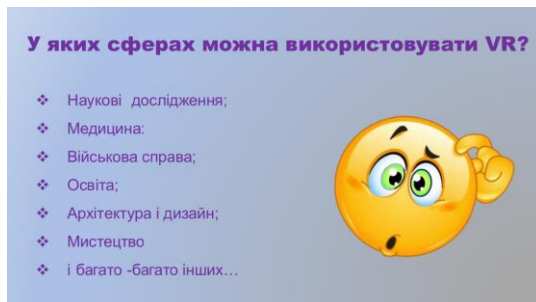 У яких сферах можна використовувати VR?
❖ Наукові дослідження;
❖ Медицина:
❖ Військова справа;
❖ Освіта;
❖ Архітектура і дизайн;
❖ Мистецтво
❖ і багато -багато інших…